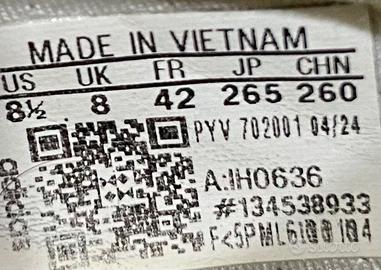 MADE IN VIETNAM
US UK FR JP CHN
8½ 8 42 265 260
PYV 702001 04/24
A:IH0636
#134538933